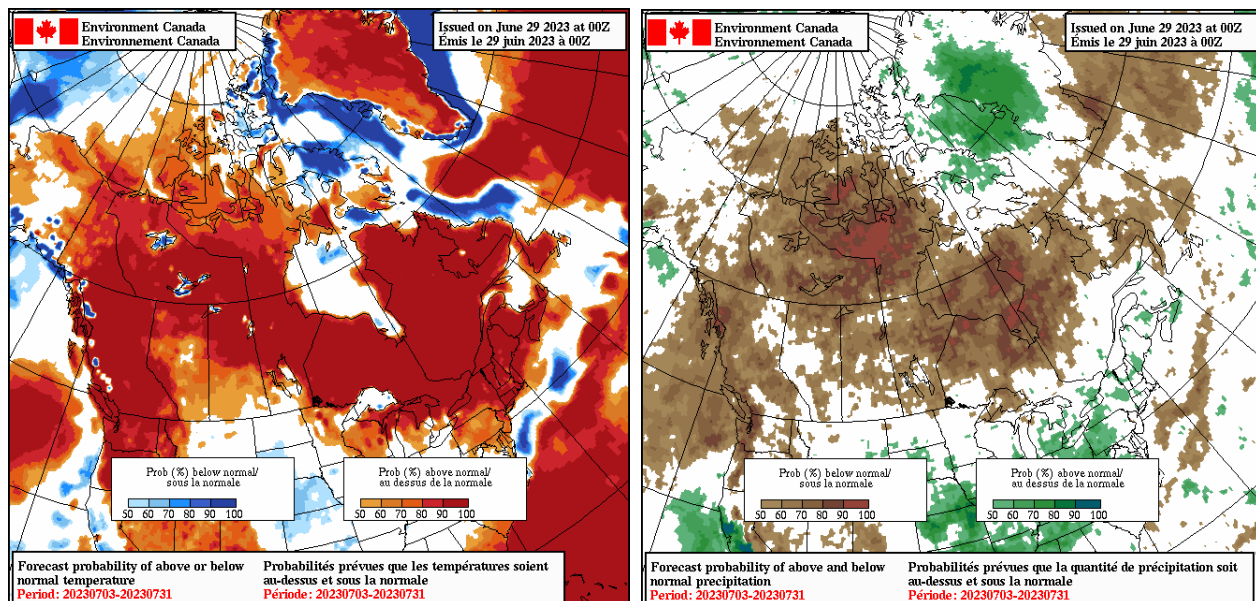 Environment Canada
Environnement Canada
Issued on June 29 2023 at 00Z
Émis le 29 juin 2023 à 00Z
Prob (%) below normal/
sous la normale
50 60 70 80 90 100
Prob (%) above normal/
au dessus de la normale
50 60 70 80 90 100
Forecast probability of above or below
normal temperature
Period: 20230703-20230731
Probabilités prévues que les températures soient
au-dessus et sous la normale
Période: 20230703-20230731
Environment Canada
Environnement Canada
Issued on June 29 2023 at 00Z
Émis le 29 juin 2023 à 00Z
Prob (%) below normal/
sous la normale
50 60 70 80 90 100
Prob (%) above normal/
au dessus de la normale
50 60 70 80 90 100
Forecast probability of above and below
normal precipitation
Period: 20230703-20230731
Probabilités prévues que la quantité de précipitation soit
au-dessus et sous la normale
Période: 20230703-20230731